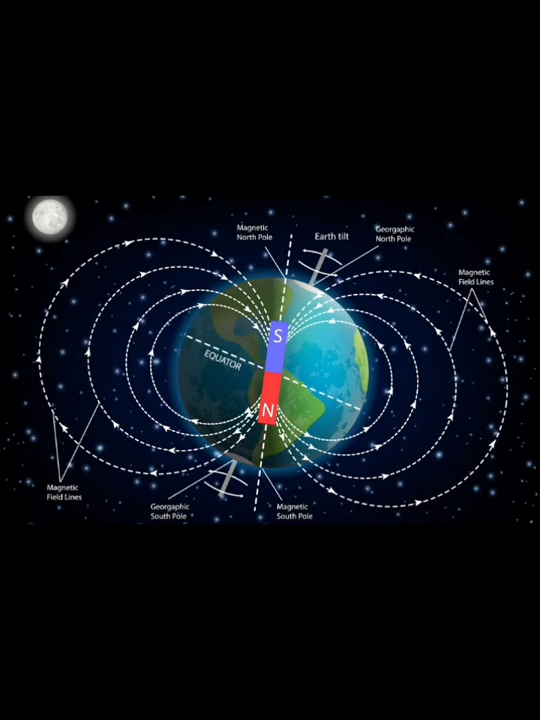 Magnetic
North Pole
Earth tilt
Georgaphic
North Pole
Magnetic
Field Lines
S
EQUATOR
N
Magnetic
Field Lines
Georgaphic
South Pole
Magnetic
South Pole